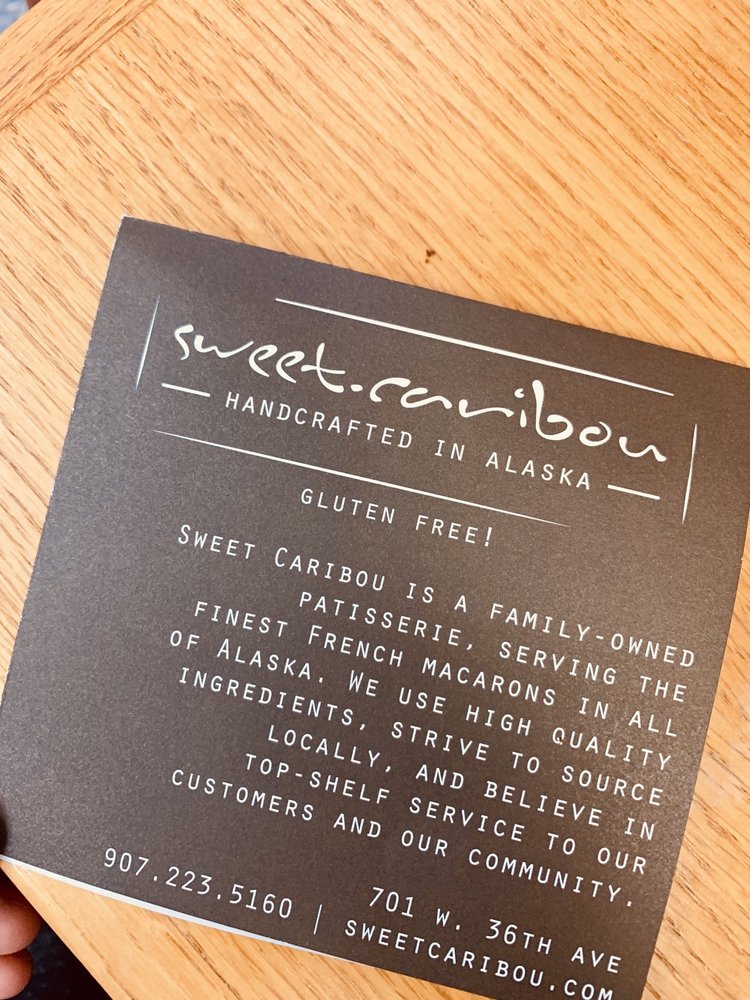 sweet.caribou
HANDCRAFTED IN ALASKA
GLUTEN FREE!
SWEET CARIBOU IS A FAMILY-OWNED
PATISSERIE, SERVING THE
FINEST FRENCH MACARONS IN ALL
OF ALASKA. WE USE HIGH QUALITY
INGREDIENTS, STRIVE TO SOURCE
LOCALLY, AND BELIEVE IN
TOP-SHELF SERVICE TO OUR
CUSTOMERS AND OUR COMMUNITY.
701 W. 36TH AVE
907.223.5160 | SWEETCARIBOU.COM